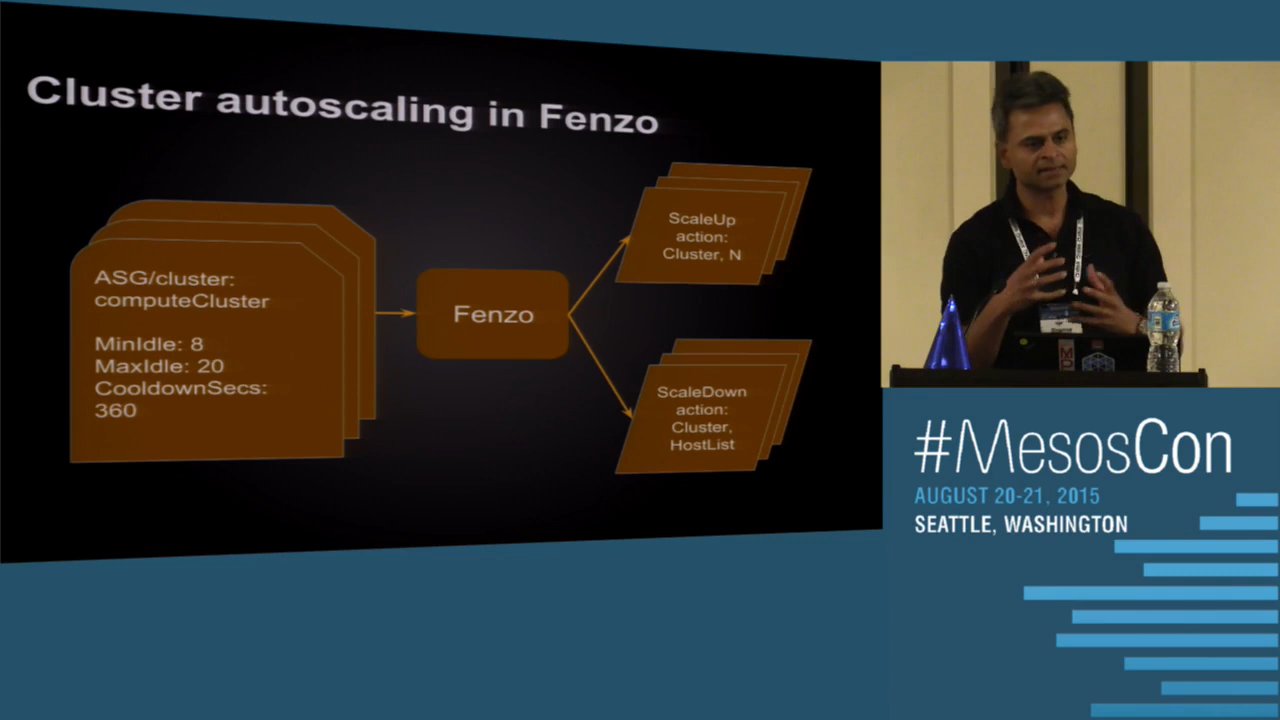 Cluster autoscaling in Fenzo
ASG/cluster:
computeCluster
MinIdle: 8
MaxIdle: 20
CooldownSecs:
360
Fenzo
ScaleUp
action:
Cluster, N
ScaleDown
action:
Cluster,
HostList
#MesosCon
AUGUST 20-21, 2015
SEATTLE, WASHINGTON